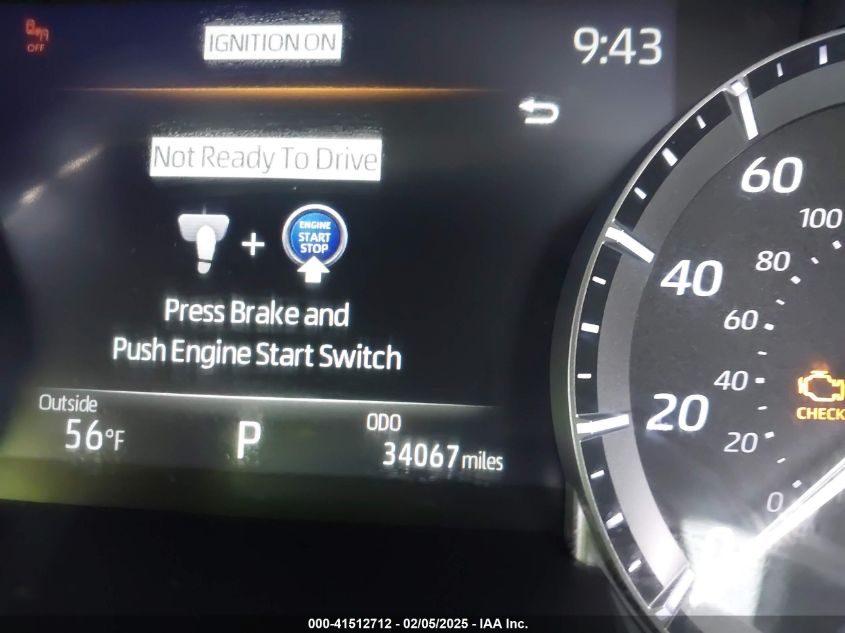 OFF
IGNITION ON
9:43
Not Ready To Drive
ENGINE
START
STOP
+
Press Brake and
Push Engine Start Switch
Outside
56°F
P
ODO
34067 miles
60
100
40
80
60
40
20
20
0
CHECK
000-41512712 - 02/05/2025 - IAA Inc.